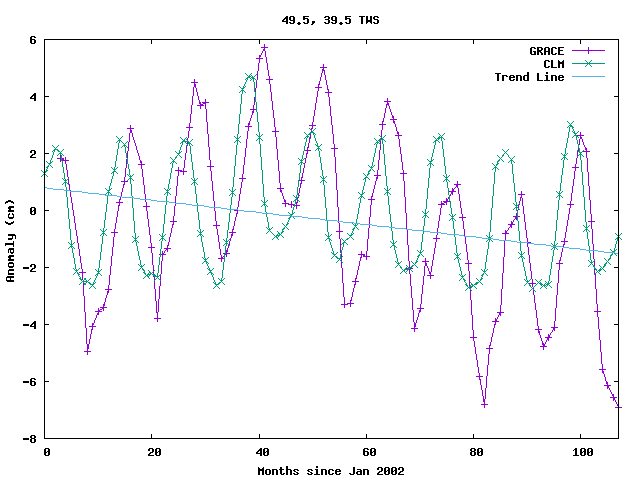 49.5, 39.5 TWS
GRACE
CLM
Trend Line
6
4
2
0
-2
-4
-6
-8
Anomaly (cm)
0 20 40 60 80 100
Months since Jan 2002